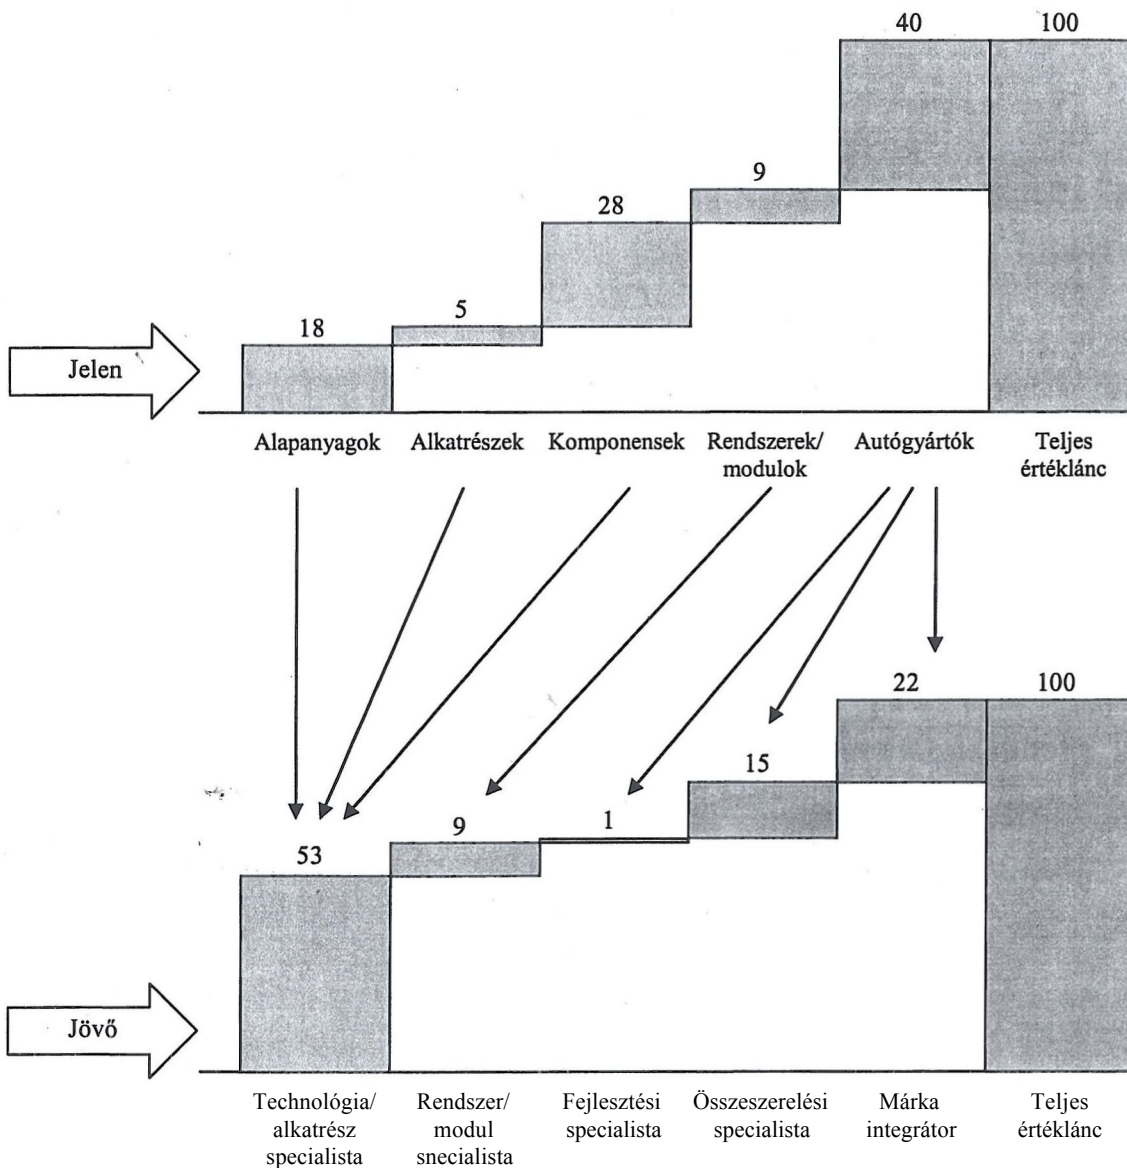 40 100
9
28
5
18
Jelen
Alapanyagok Alkatrészek Komponensek Rendszerek/ Autógyártók Teljes
modulok értéklánc
22 100
15
9 1
53
Jövő
Technológia/ Rendszer/ Fejlesztési Összeszerelési Márka Teljes
alkatrész modul specialista specialista integrátor értéklánc
specialista snecialista